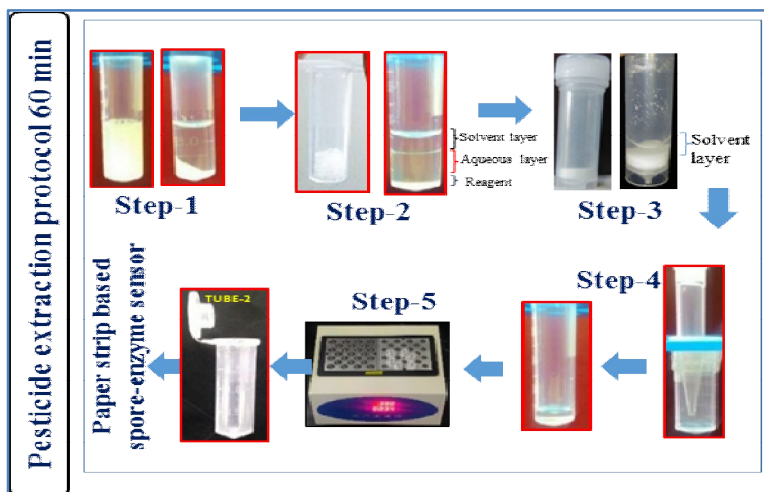 Pesticide extraction protocol 60 min
Step-1
Solvent layer
Aqueous layer
Reagent
Step-2
Solvent
layer
Step-3
Step-4
Step-5
TUBE-2
Paper strip based
spore-enzyme sensor